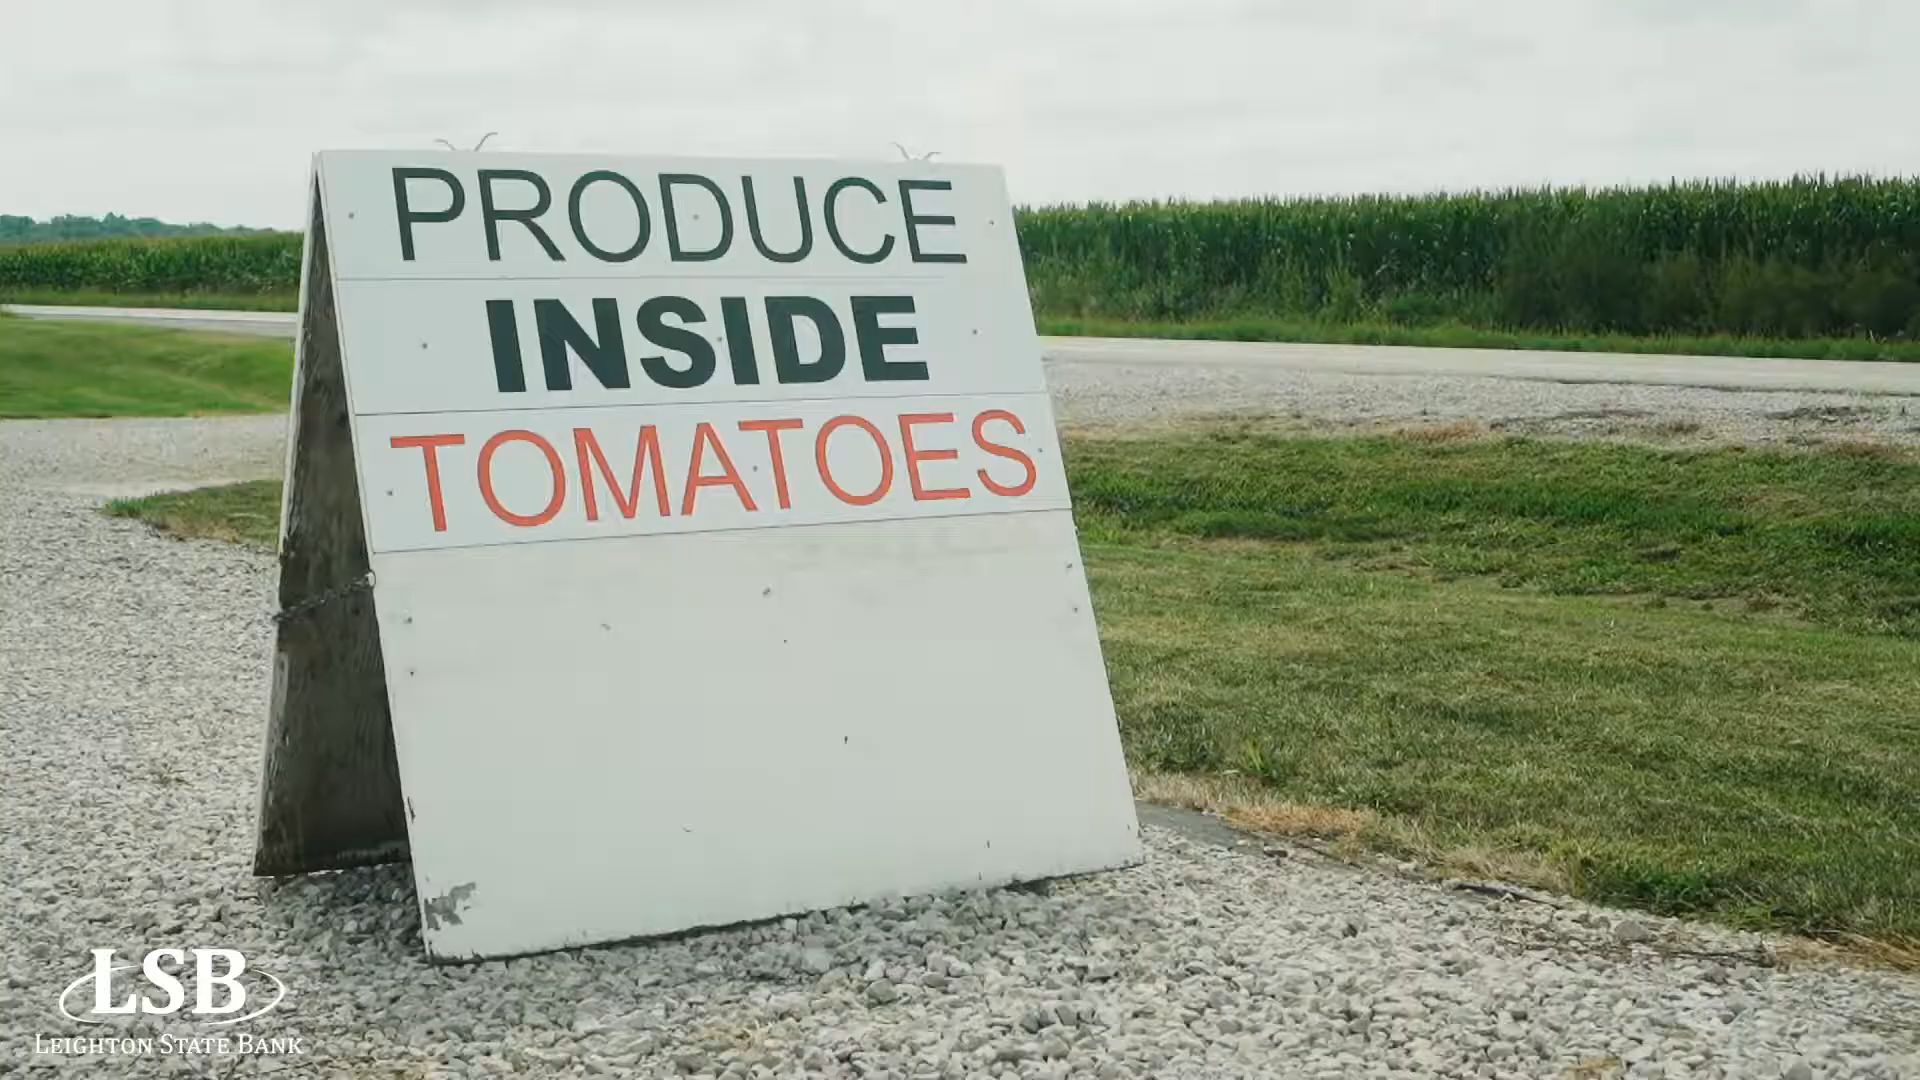 PRODUCE
INSIDE
TOMATOES
LSB
LEIGHTON STATE BANK